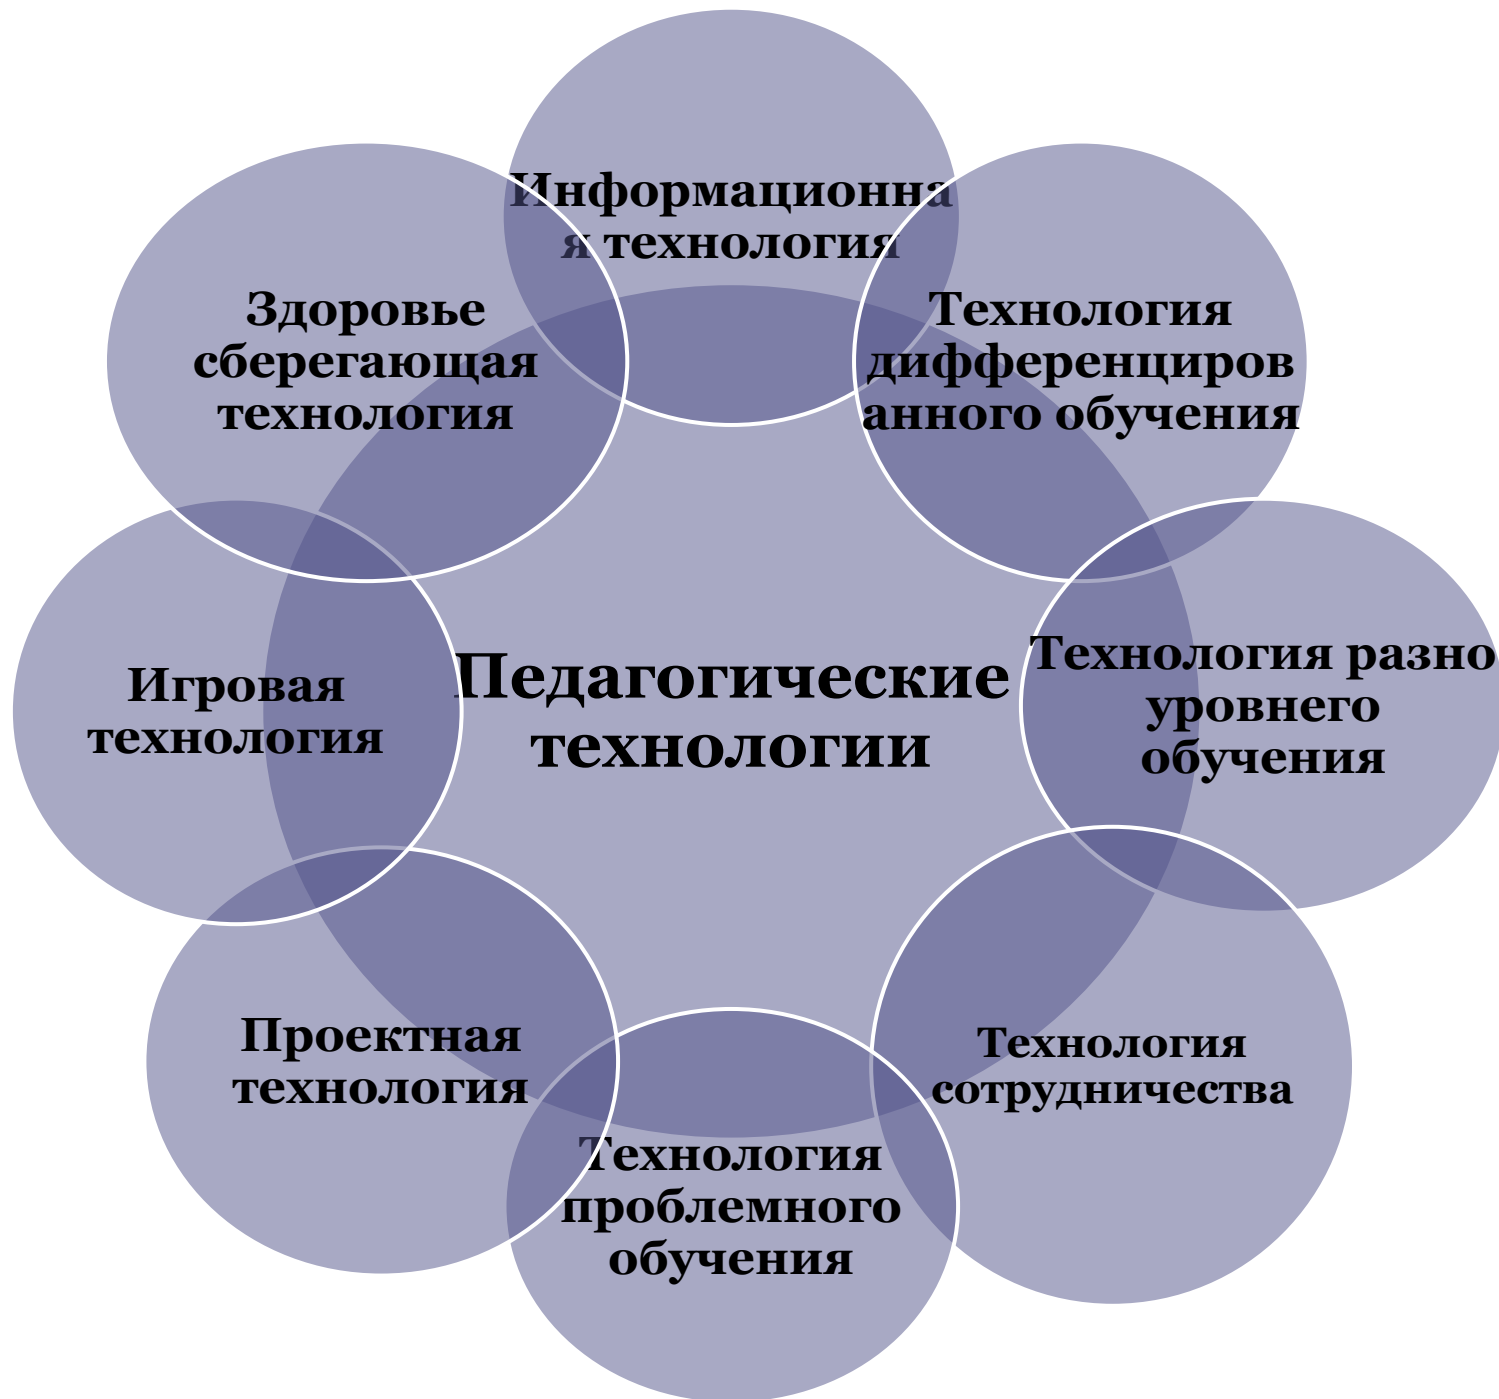 Информационна
я технология
Технология
дифференциров
анного обучения
Технология разно
уровнего
обучения
Технология
сотрудничества
Технология
проблемного
обучения
Проектная
технология
Игровая
технология
Здоровье
сберегающая
технология
Педагогические
технологии